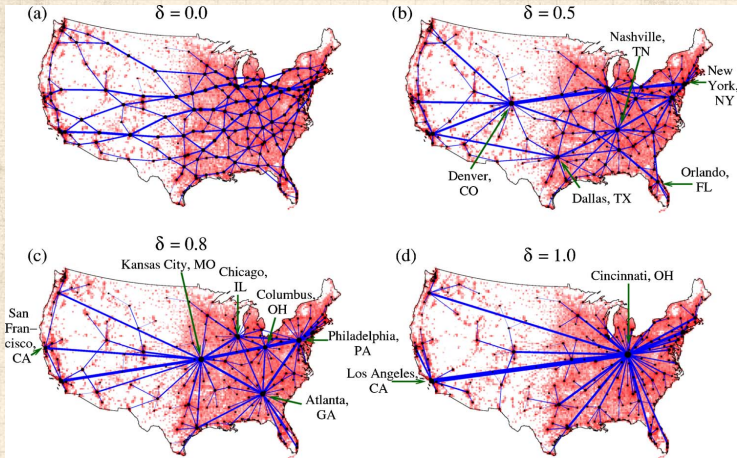 (a)
δ = 0.0
(b)
δ = 0.5
Nashville,
TN
New
York,
NY
Denver,
CO
Dallas, TX
Orlando,
FL
(c)
δ = 0.8
Kansas City, MO
Chicago,
IL
Columbus,
OH
San
Fran-
cisco,
CA
Philadelphia,
PA
Atlanta,
GA
(d)
δ = 1.0
Cincinnati, OH
Los Angeles,
CA